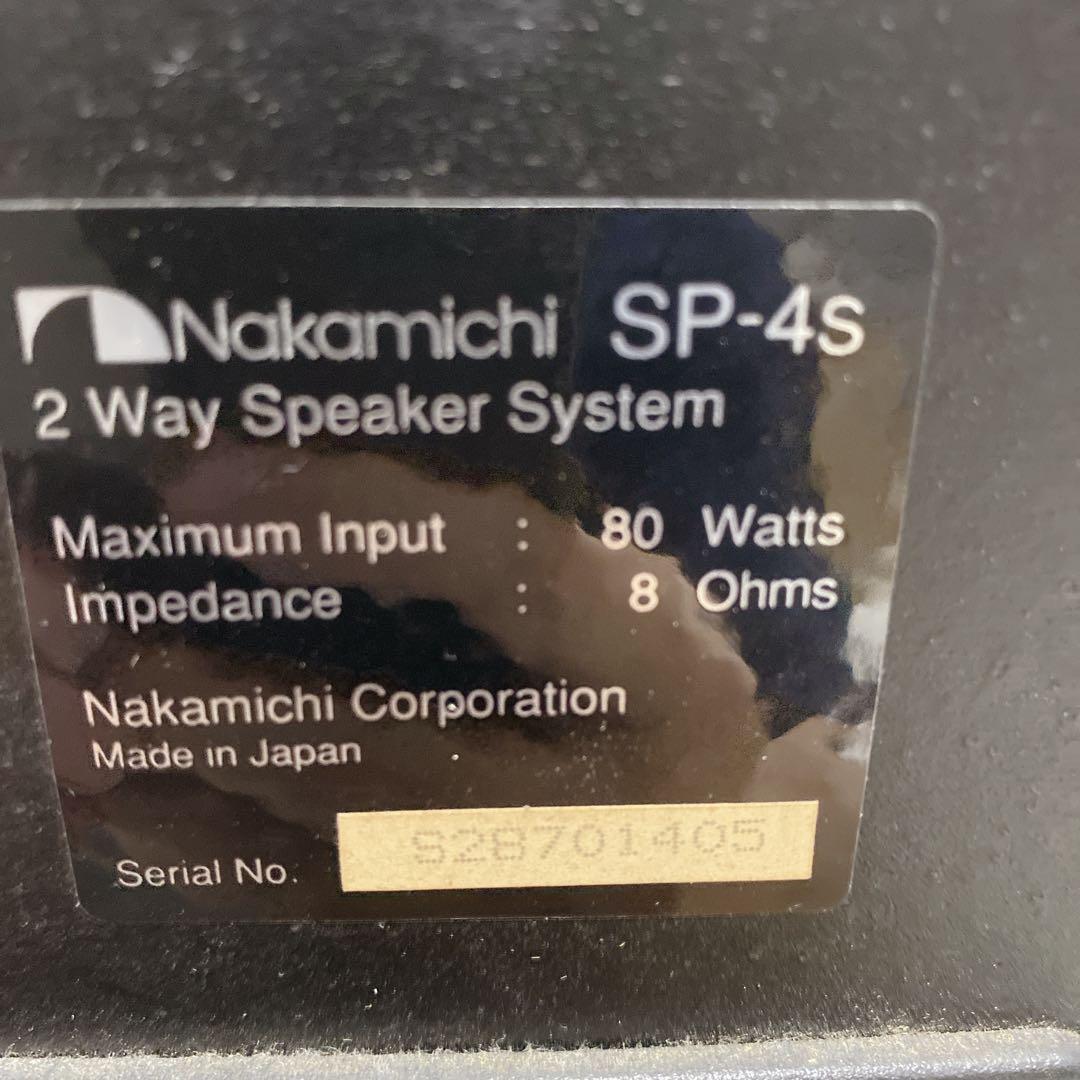 Nakamichi SP-4s
2 Way Speaker System
Maximum Input : 80 Watts
Impedance : 8 Ohms
Nakamichi Corporation
Made in Japan
Serial No. S28701405